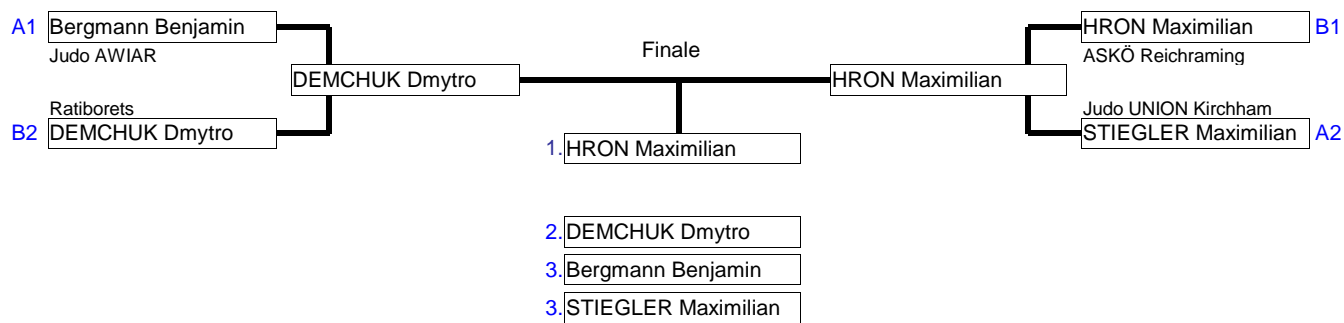 A1 Bergmann Benjamin
Judo AWIAR
Ratiborets
B2 DEMCHUK Dmytro
DEMCHUK Dmytro
Finale
HRON Maximilian
HRON Maximilian B1
ASKÖ Reichraming
Judo UNION Kirchham
STIEGLER Maximilian A2
1. HRON Maximilian
2. DEMCHUK Dmytro
3. Bergmann Benjamin
3. STIEGLER Maximilian